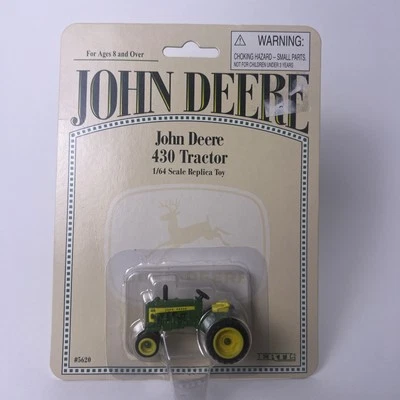 For Ages 8 and Over
WARNING:
CHOKING HAZARD – SMALL PARTS
NOT FOR CHILDREN UNDER 3 YEARS
JOHN DEERE
John Deere
430 Tractor
1/64 Scale Replica Toy
#5620
ERTL